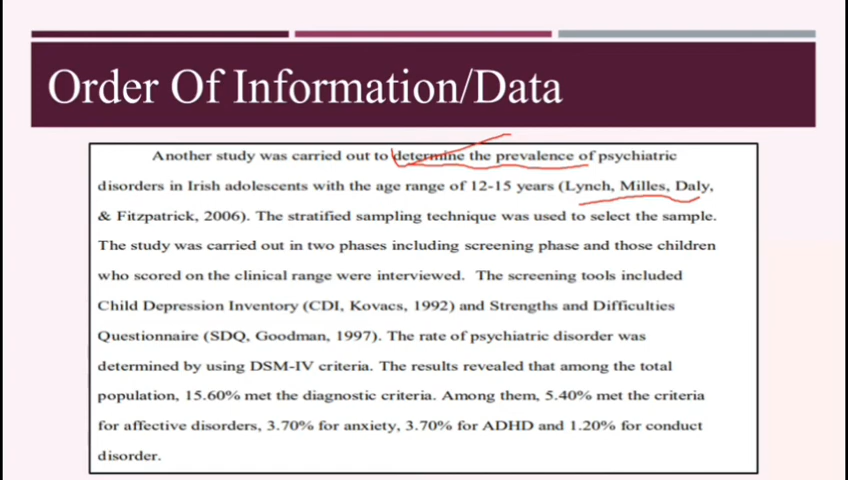 Order Of Information/Data
Another study was carried out to determine the prevalence of psychiatric
disorders in Irish adolescents with the age range of 12-15 years (Lynch, Milles, Daly,
& Fitzpatrick, 2006). The stratified sampling technique was used to select the sample.
The study was carried out in two phases including screening phase and those children
who scored on the clinical range were interviewed. The screening tools included
Child Depression Inventory (CDI, Kovacs, 1992) and Strengths and Difficulties
Questionnaire (SDQ, Goodman, 1997). The rate of psychiatric disorder was
determined by using DSM-IV criteria. The results revealed that among the total
population, 15.60% met the diagnostic criteria. Among them, 5.40% met the criteria
for affective disorders, 3.70% for anxiety, 3.70% for ADHD and 1.20% for conduct
disorder.